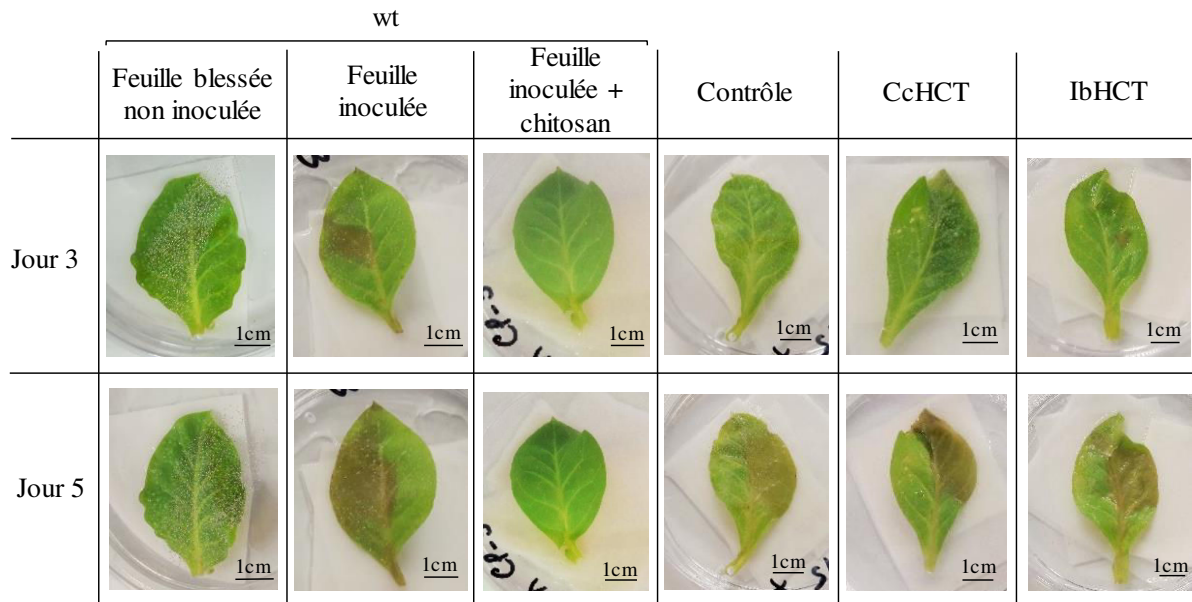 wt
Feuille blessée
non inoculée
Feuille
inoculée
Feuille
inoculée +
chitosan
Contrôle
CcHCT
IbHCT
Jour 3
1cm
1cm
1cm
1cm
1cm
1cm
Jour 5
1cm
1cm
1cm
1cm
1cm
1cm